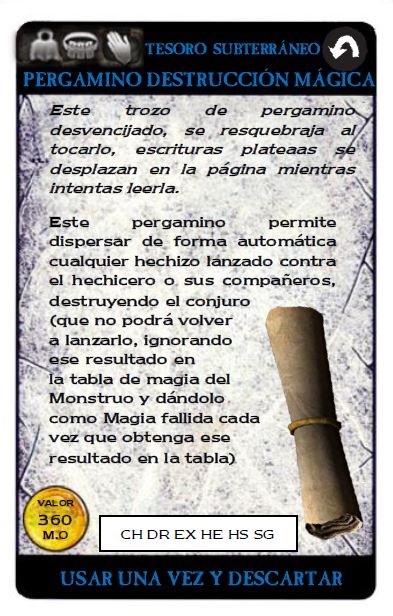 TESORO SUBTERRÁNEO
PERGAMINO DESTRUCCIÓN MÁGICA
Este trozo de pergamino
desvencijado, se resquebraja al
tocarlo, escrituras plateaas se
desplazan en la página mientras
intentas leerla.
Este pergamino permite
dispersar de forma automática
cualquier hechizo lanzado contra
el hechicero o sus compañeros,
destruyendo el conjuro
(que no podrá volver
a lanzarlo, ignorando
ese resultado en
la tabla de magia del
Monstruo y dándolo
como Magia fallida cada
vez que obtenga ese
resultado en la tabla)
VALOR
360
M.O
CH DR EX HE HS SG
USAR UNA VEZ Y DESCARTAR